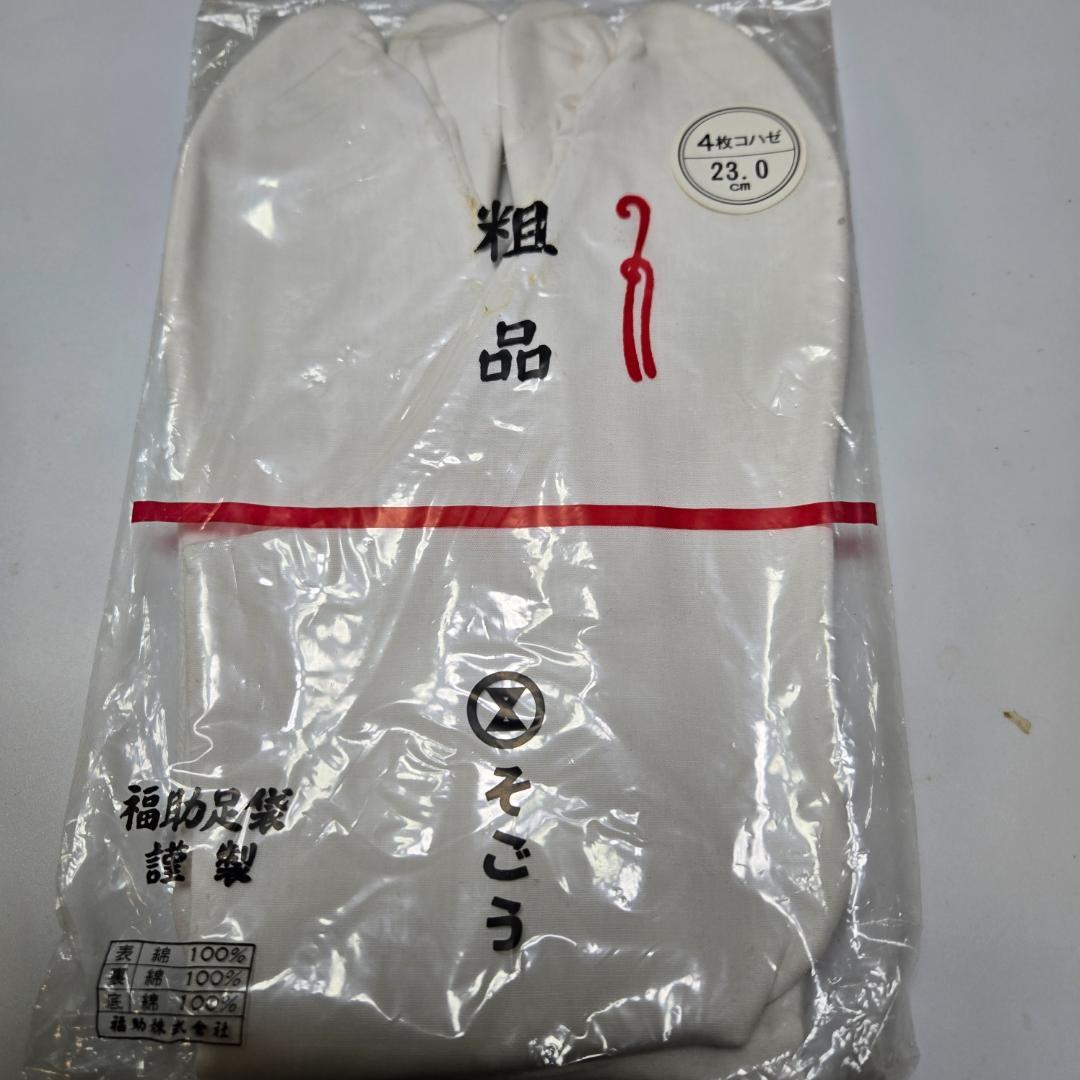 4枚コハゼ
23.0
cm
粗品
そごう
福助足袋
謹製
表 綿 100%
裏 綿 100%
底 綿 100%
福助株式会社